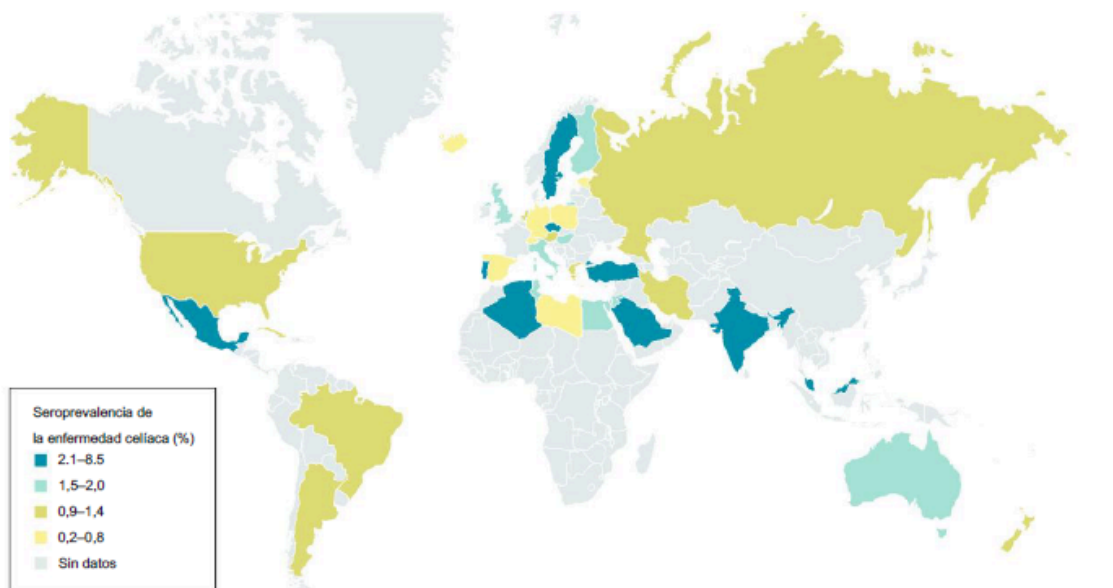 Seroprevalencia de
la enfermedad celíaca (%)
2.1–8.5
1,5–2,0
0,9–1,4
0,2–0,8
Sin datos